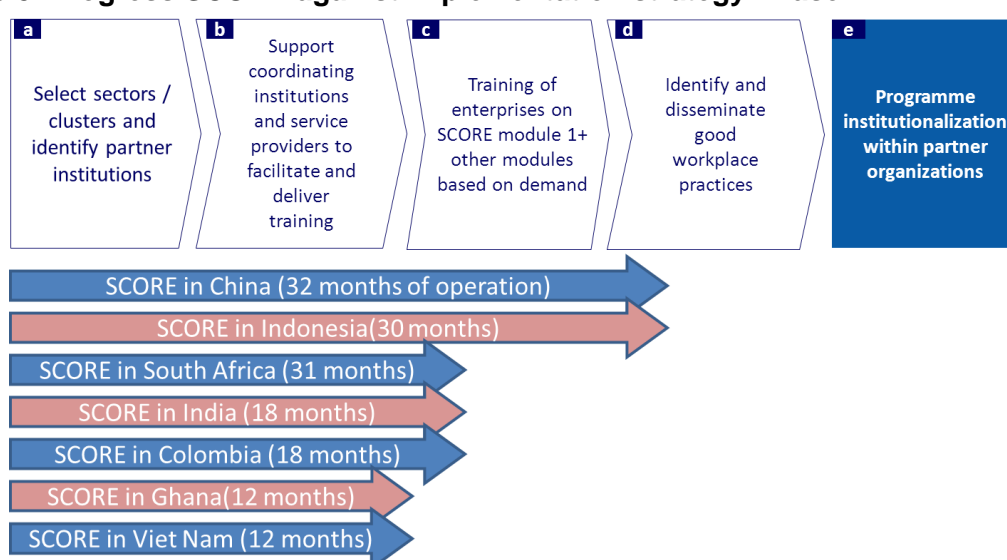 a
Select sectors /
clusters and
identify partner
institutions
b
Support
coordinating
institutions
and service
providers to
facilitate and
deliver
training
c
Training of
enterprises on
SCORE module 1+
other modules
based on demand
d
Identify and
disseminate
good
workplace
practices
e
Programme
institutionalization
within partner
organizations
SCORE in China (32 months of operation)
SCORE in Indonesia(30 months)
SCORE in South Africa (31 months)
SCORE in India (18 months)
SCORE in Colombia (18 months)
SCORE in Ghana(12 months)
SCORE in Viet Nam (12 months)